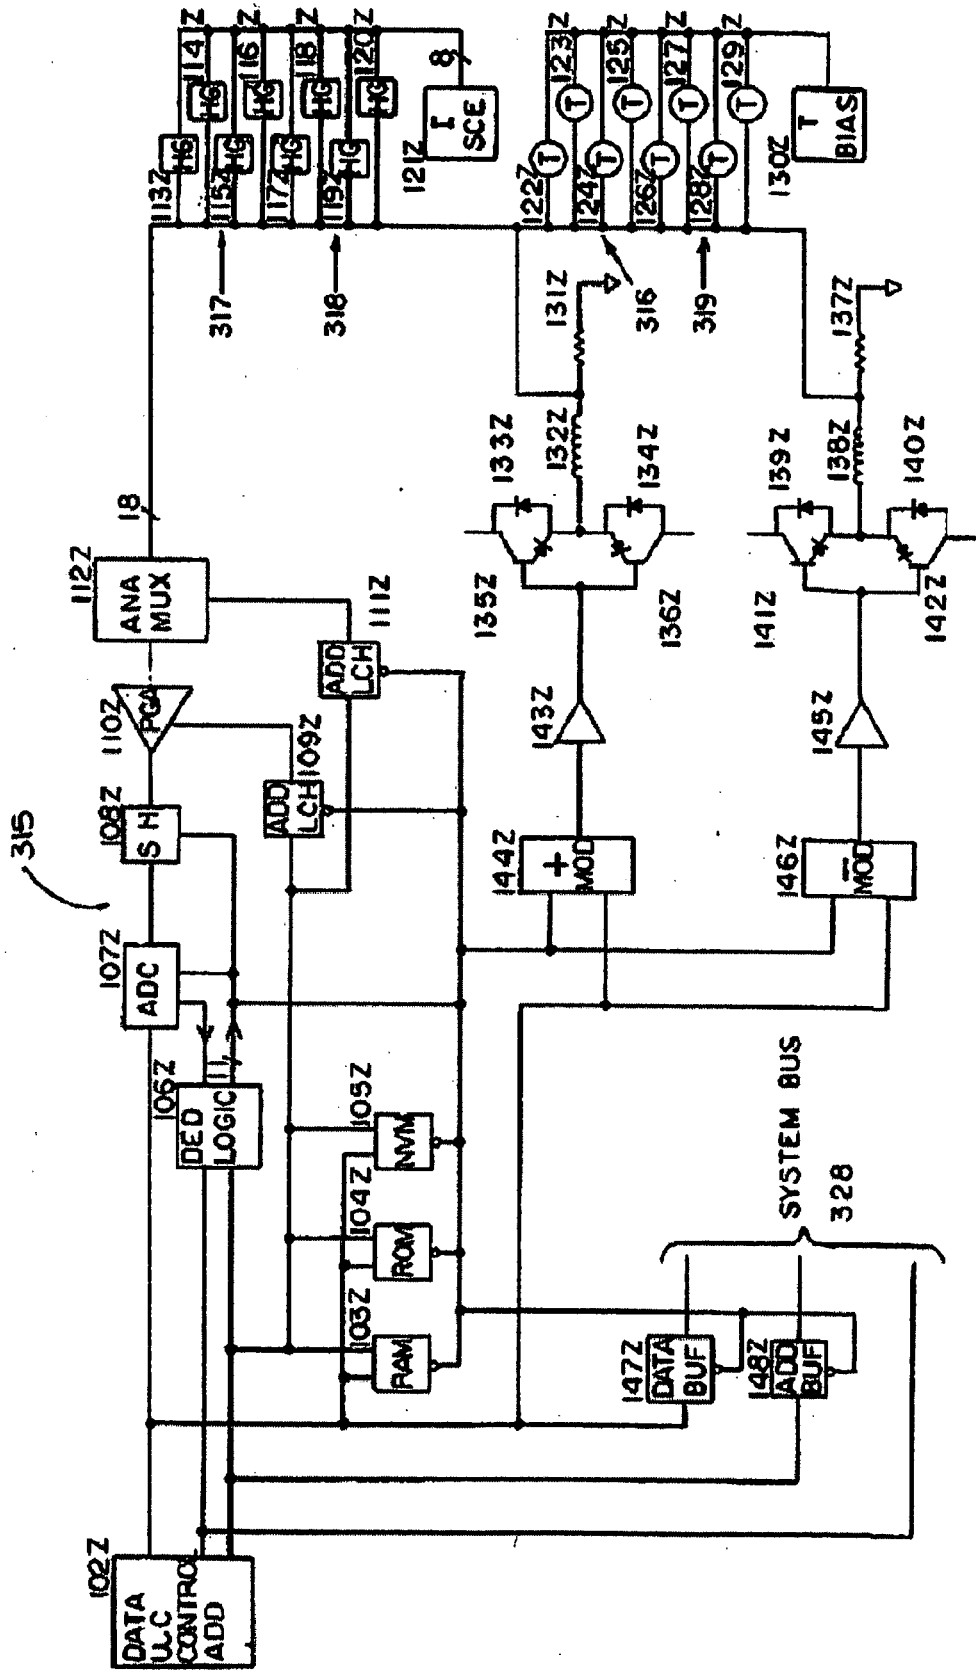 315
102Z
DATA
ULC
CONTROL
ADD
106Z
DED
LOGIC
11
107Z
ADC
108Z
S H
110Z
PGA
112Z
ANA
MUX
18
109Z
ADD
LCH
111Z
ADD
LCH
103Z
RAM
104Z
ROM
105Z
NVM
113Z
HG
114Z
HG
115Z
HG
116Z
HG
117Z
HG
118Z
HG
119Z
HG
120Z
HG
317
318
8
121Z
I
SCE
122Z
T
123Z
T
124Z
T
125Z
T
126Z
T
127Z
T
128Z
T
129Z
T
316
319
130Z
T
BIAS
144Z
+
MOD
143Z
135Z
133Z
132Z
131Z
136Z
134Z
146Z
–
MOD
145Z
141Z
139Z
138Z
137Z
142Z
140Z
147Z
DATA
BUF
148Z
ADD
BUF
SYSTEM BUS
328